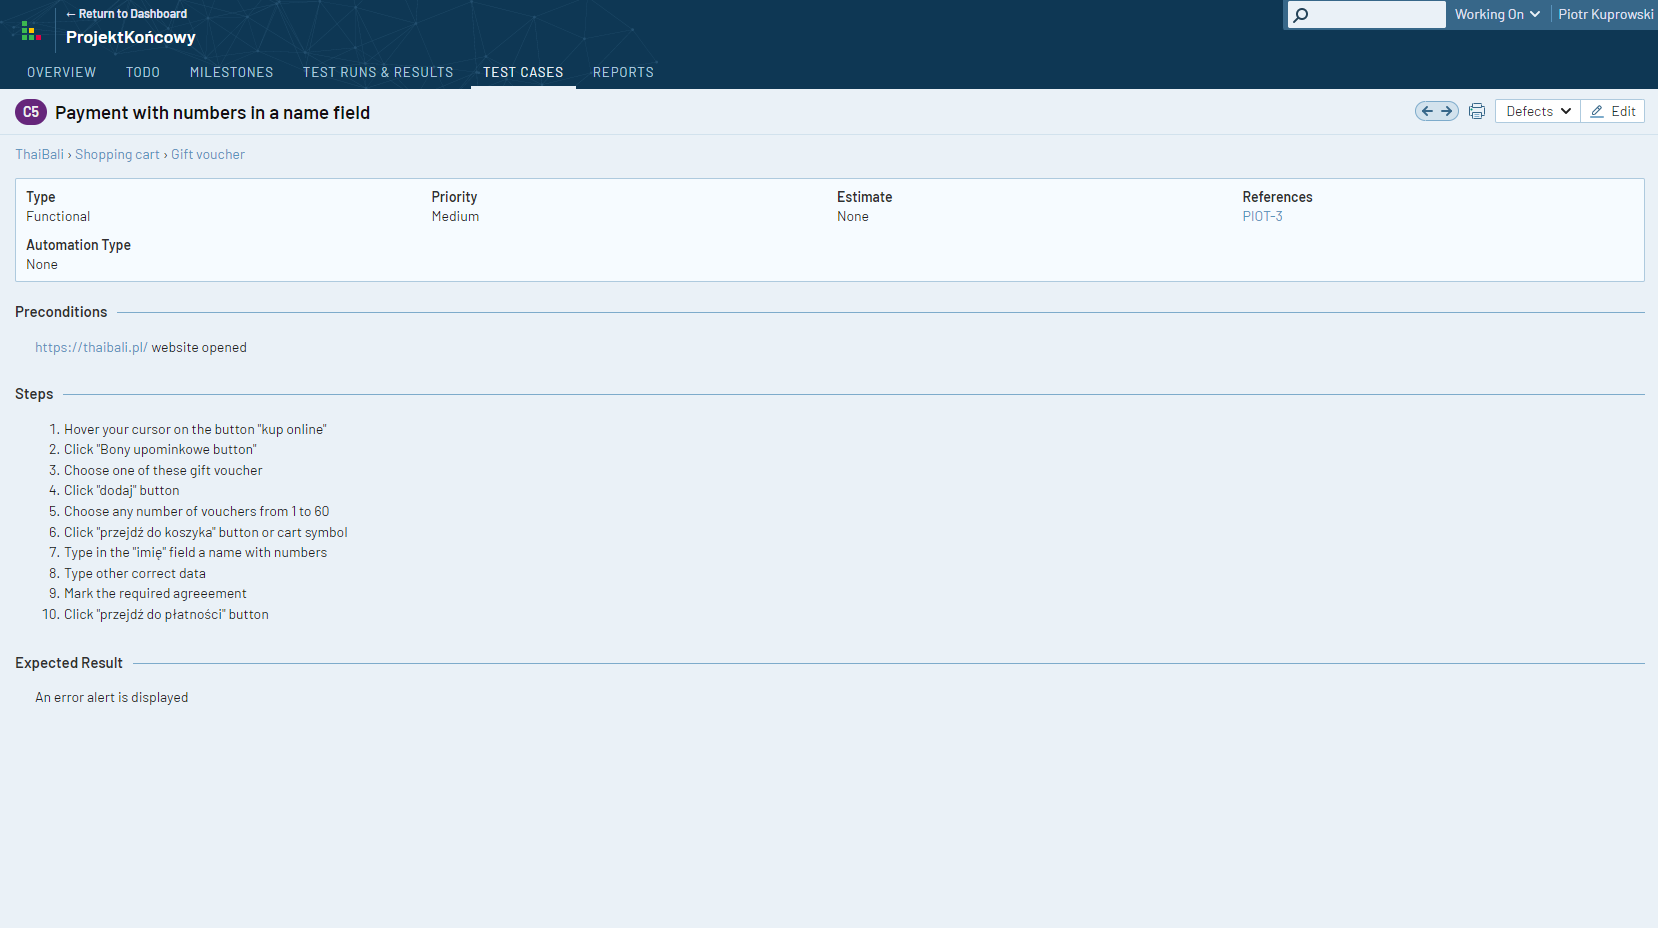 ← Return to Dashboard
ProjektKońcowy
Working On
Piotr Kuprowski
OVERVIEW TODO MILESTONES TEST RUNS & RESULTS TEST CASES REPORTS
C5 Payment with numbers in a name field
Defects Edit
ThaiBali › Shopping cart › Gift voucher
Type Priority Estimate References
Functional Medium None PIOT-3
Automation Type
None
Preconditions
https://thaibali.pl/ website opened
Steps
1. Hover your cursor on the button "kup online"
2. Click "Bony upominkowe button"
3. Choose one of these gift voucher
4. Click "dodaj" button
5. Choose any number of vouchers from 1 to 60
6. Click "przejdź do koszyka" button or cart symbol
7. Type in the "imię" field a name with numbers
8. Type other correct data
9. Mark the required agreeement
10. Click "przejdź do płatności" button
Expected Result
An error alert is displayed